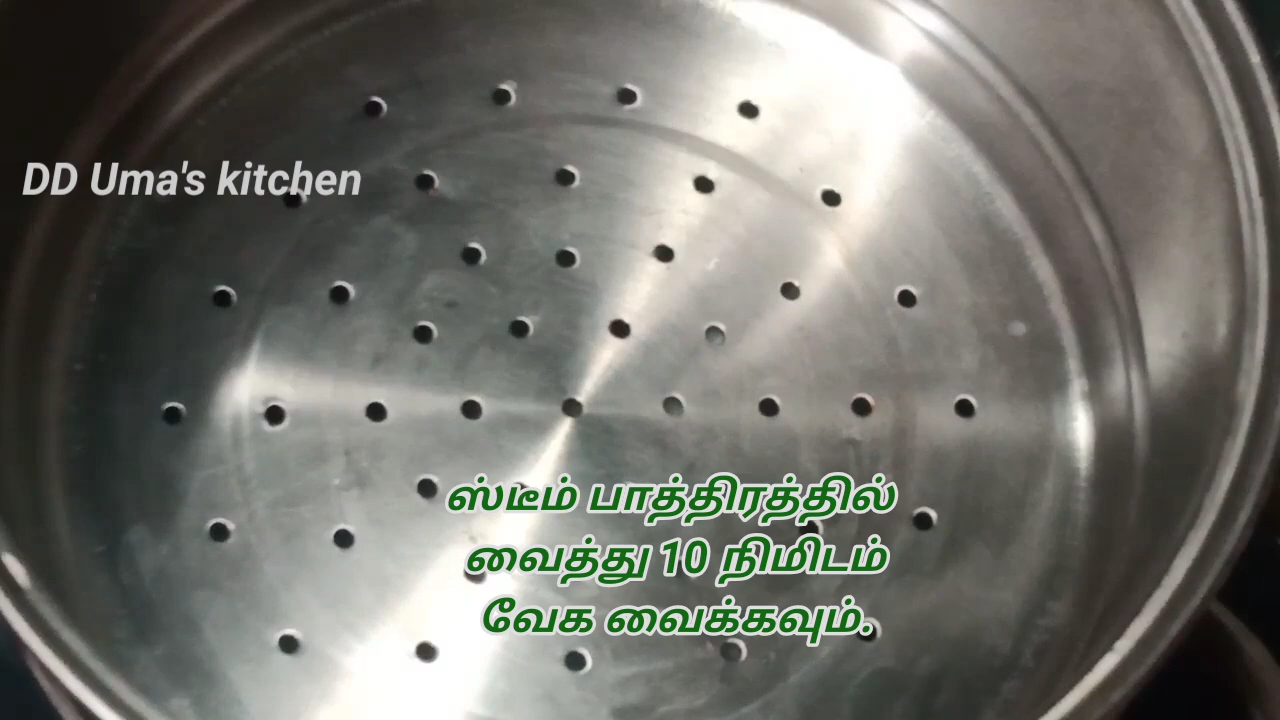 DD Uma's kitchen
ஸ்டீம் பாத்திரத்தில்
வைத்து 10 நிமிடம்
வேக வைக்கவும்.